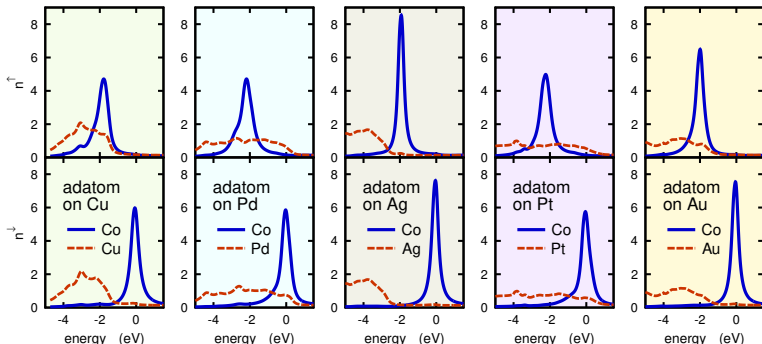 n↑
8
6
4
2
0
8
6
4
2
0
8
6
4
2
0
8
6
4
2
0
8
6
4
2
0
n↓
8
6
4
2
0
adatom
on Cu
Co
Cu
8
6
4
2
0
adatom
on Pd
Co
Pd
8
6
4
2
0
adatom
on Ag
Co
Ag
8
6
4
2
0
adatom
on Pt
Co
Pt
8
6
4
2
0
adatom
on Au
Co
Au
-4 -2 0
-4 -2 0
-4 -2 0
-4 -2 0
-4 -2 0
energy (eV)
energy (eV)
energy (eV)
energy (eV)
energy (eV)